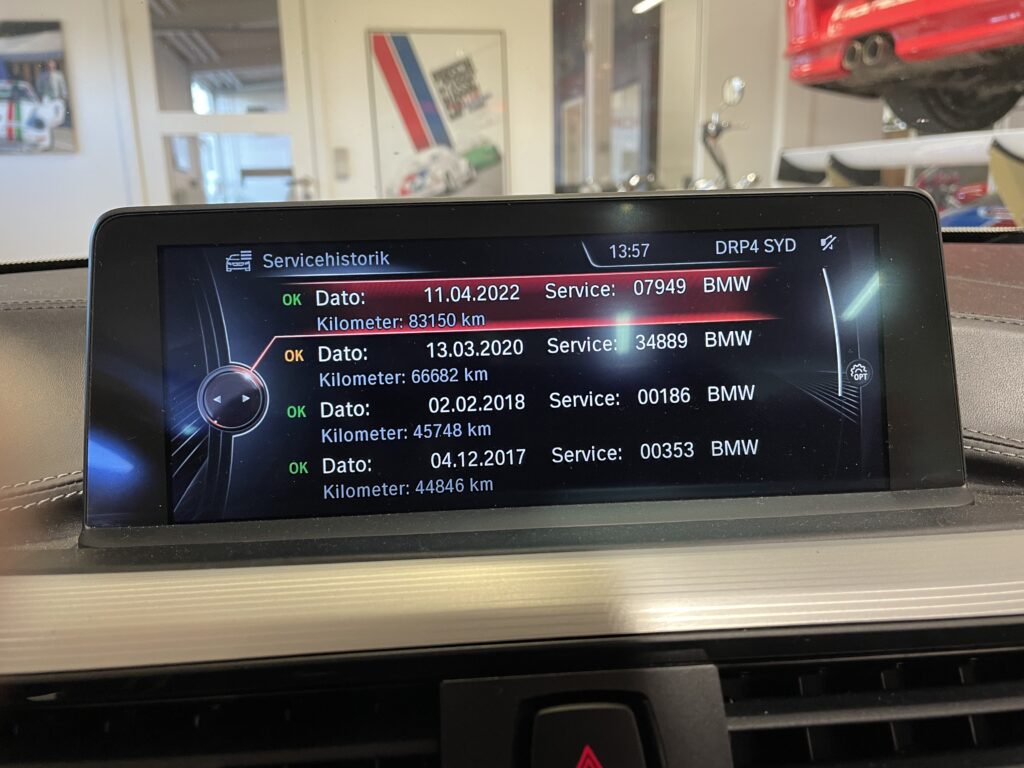 Servicehistorik 13:57 DRP4 SYD
OK Dato: 11.04.2022 Service: 07949 BMW
Kilometer: 83150 km
OK Dato: 13.03.2020 Service: 34889 BMW
Kilometer: 66682 km
OK Dato: 02.02.2018 Service: 00186 BMW
Kilometer: 45748 km
OK Dato: 04.12.2017 Service: 00353 BMW
Kilometer: 44846 km
OPT